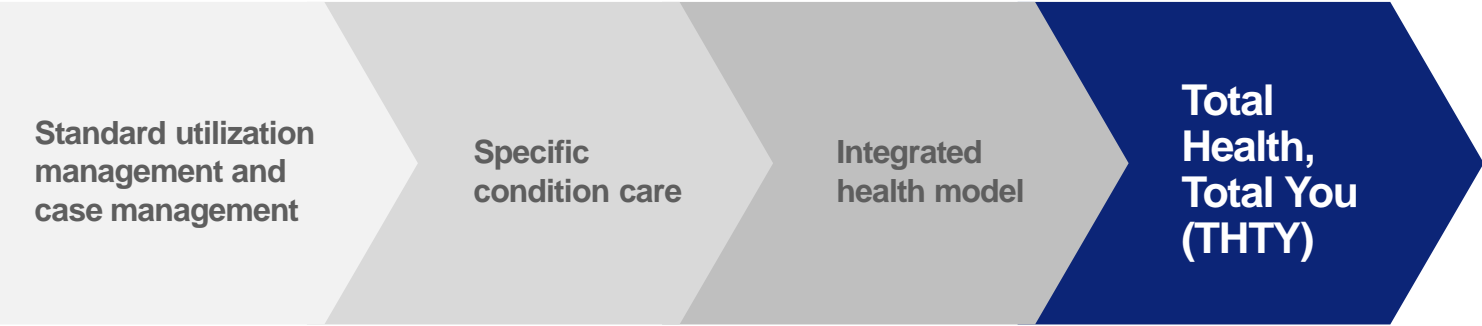 Standard utilization
management and
case management
Specific
condition care
Integrated
health model
Total
Health,
Total You
(THTY)